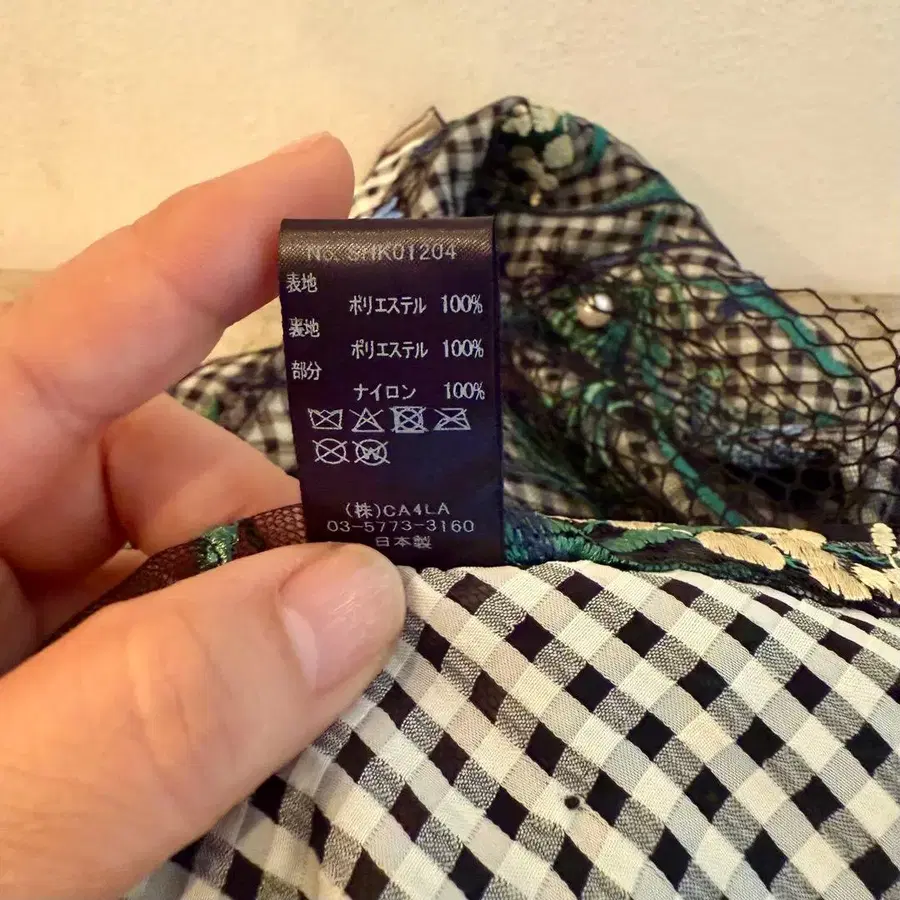 No. SHK01204
表地
ポリエステル 100%
裏地
ポリエステル 100%
部分
ナイロン 100%
(株)CA4LA
03-5773-3160
日本製